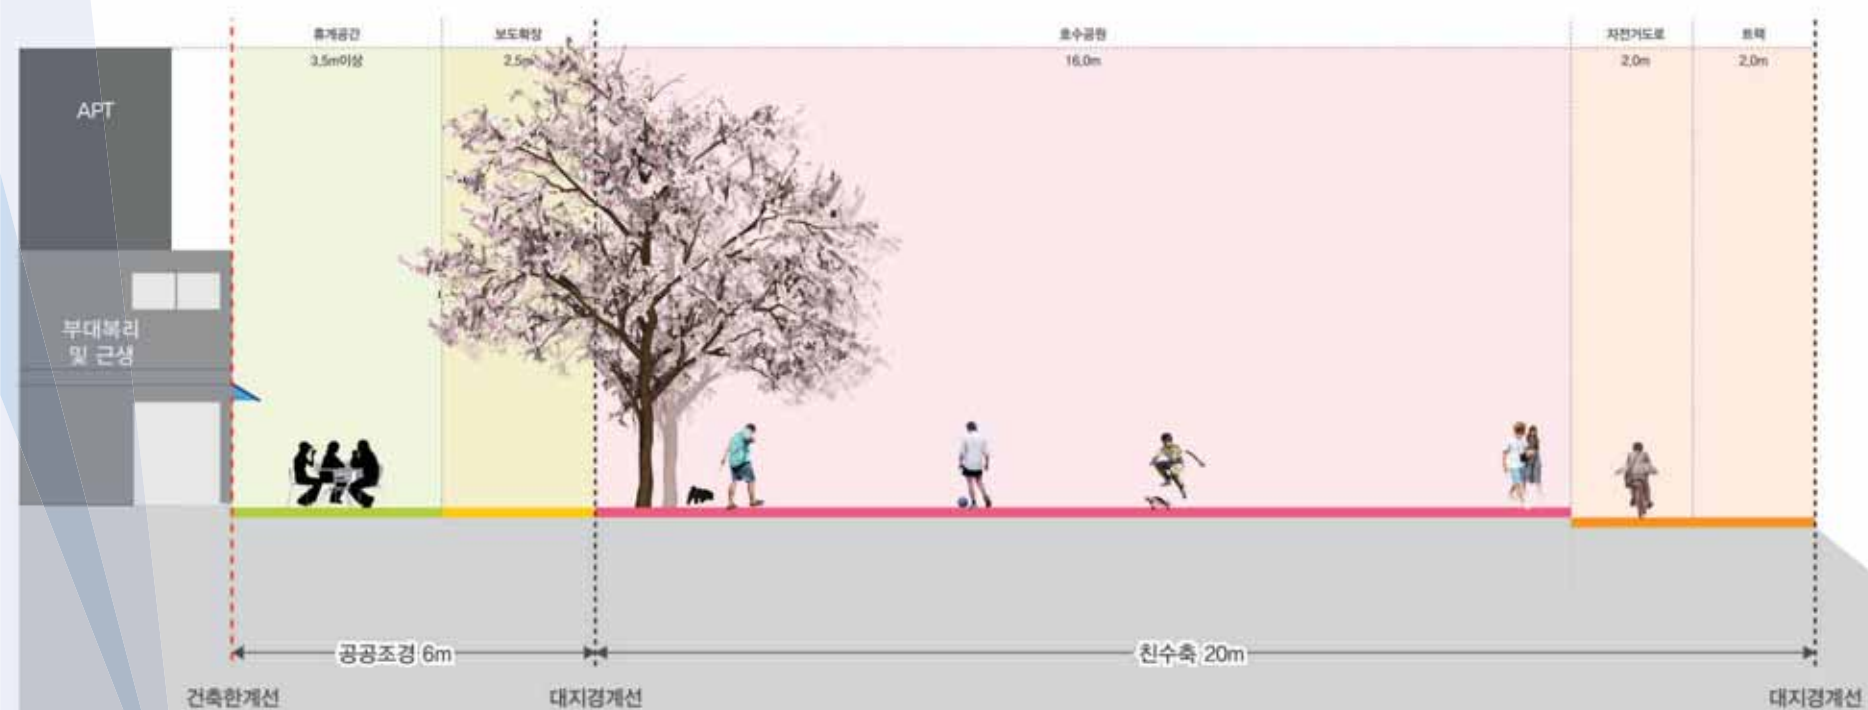 휴게공간
보도확장
호수공원
자전거도로
트랙
3.5m이상
2.5m
16.0m
2.0m
2.0m
APT
부대복리
및 근생
공공조경 6m
친수축 20m
건축한계선
대지경계선
대지경계선